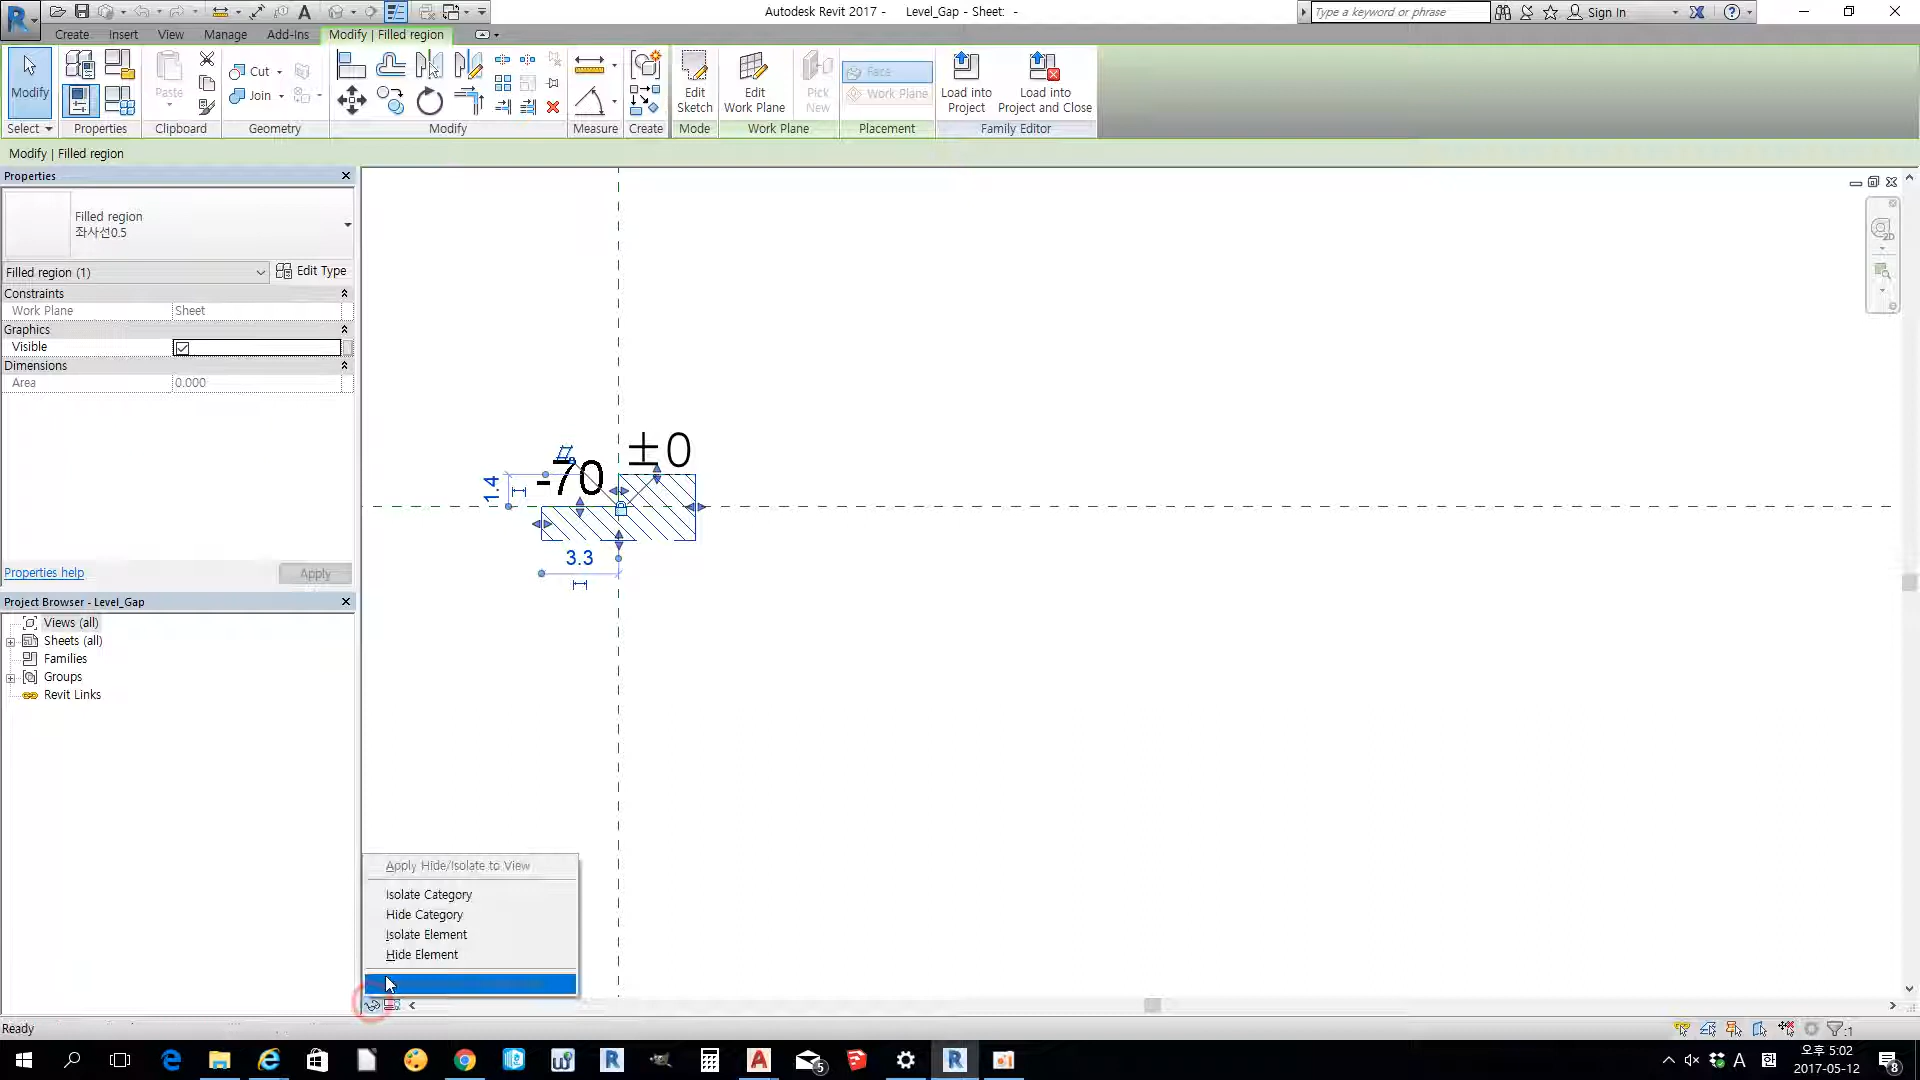 Autodesk Revit 2017 - Level_Gap - Sheet: -
Type a keyword or phrase
Sign In
Create Insert View Manage Add-Ins Modify | Filled region
Modify
Paste
Cut
Join
Edit Sketch
Edit Work Plane
Pick New
Face
Work Plane
Load into Project
Load into Project and Close
Select Properties Clipboard Geometry Modify Measure Create Mode Work Plane Placement Family Editor
Modify | Filled region
Properties
Filled region
좌사선0.5
Filled region (1)
Edit Type
Constraints
Work Plane Sheet
Graphics
Visible
Dimensions
Area 0.000
±0
-70
1.4
3.3
Properties help
Apply
Project Browser - Level_Gap
Views (all)
Sheets (all)
Families
Groups
Revit Links
Apply Hide/Isolate to View
Isolate Category
Hide Category
Isolate Element
Hide Element
Ready
:1
5
A
오후 5:02
2017-05-12
8